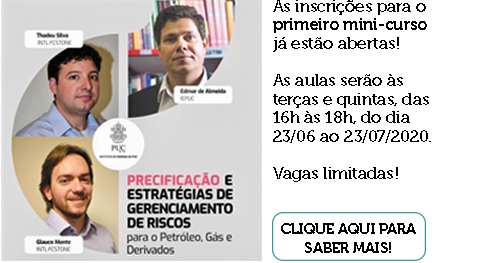 Thadeu Silva
INTL FCSTONE
Edmar de Almeida
IEPUC
PUC
Glauco Monte
INTL FCSTONE
PRECIFICAÇÃO E
ESTRATÉGIAS DE
GERENCIAMENTO
DE RISCOS
para o Petróleo, Gás e
Derivados
As inscrições para o
primeiro mini-curso
já estão abertas!
As aulas serão às
terças e quintas, das
16h às 18h, do dia
23/06 ao 23/07/2020.
Vagas limitadas!
CLIQUE AQUI PARA
SABER MAIS!